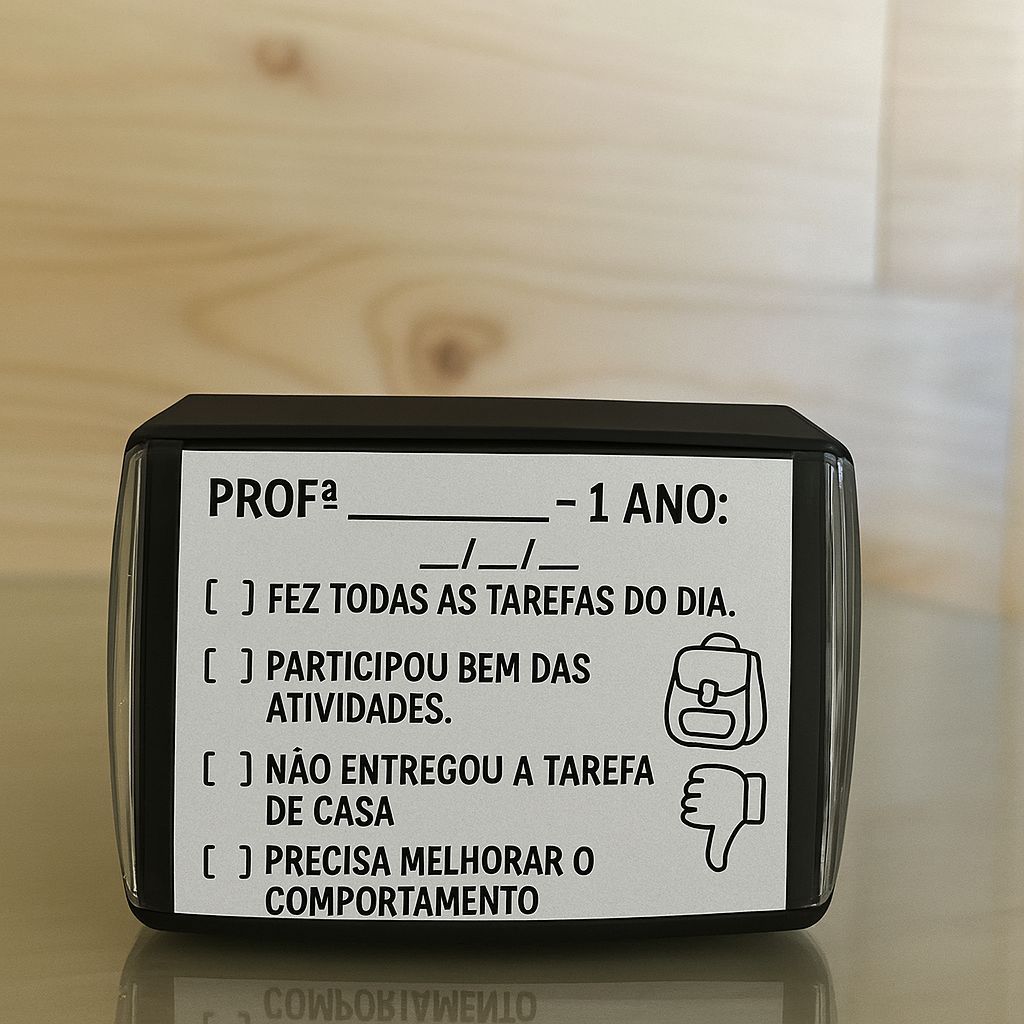 PROFª ________ – 1 ANO:
__/__/__
[ ] FEZ TODAS AS TAREFAS DO DIA.
[ ] PARTICIPOU BEM DAS
ATIVIDADES.
[ ] NÃO ENTREGOU A TAREFA
DE CASA
[ ] PRECISA MELHORAR O
COMPORTAMENTO